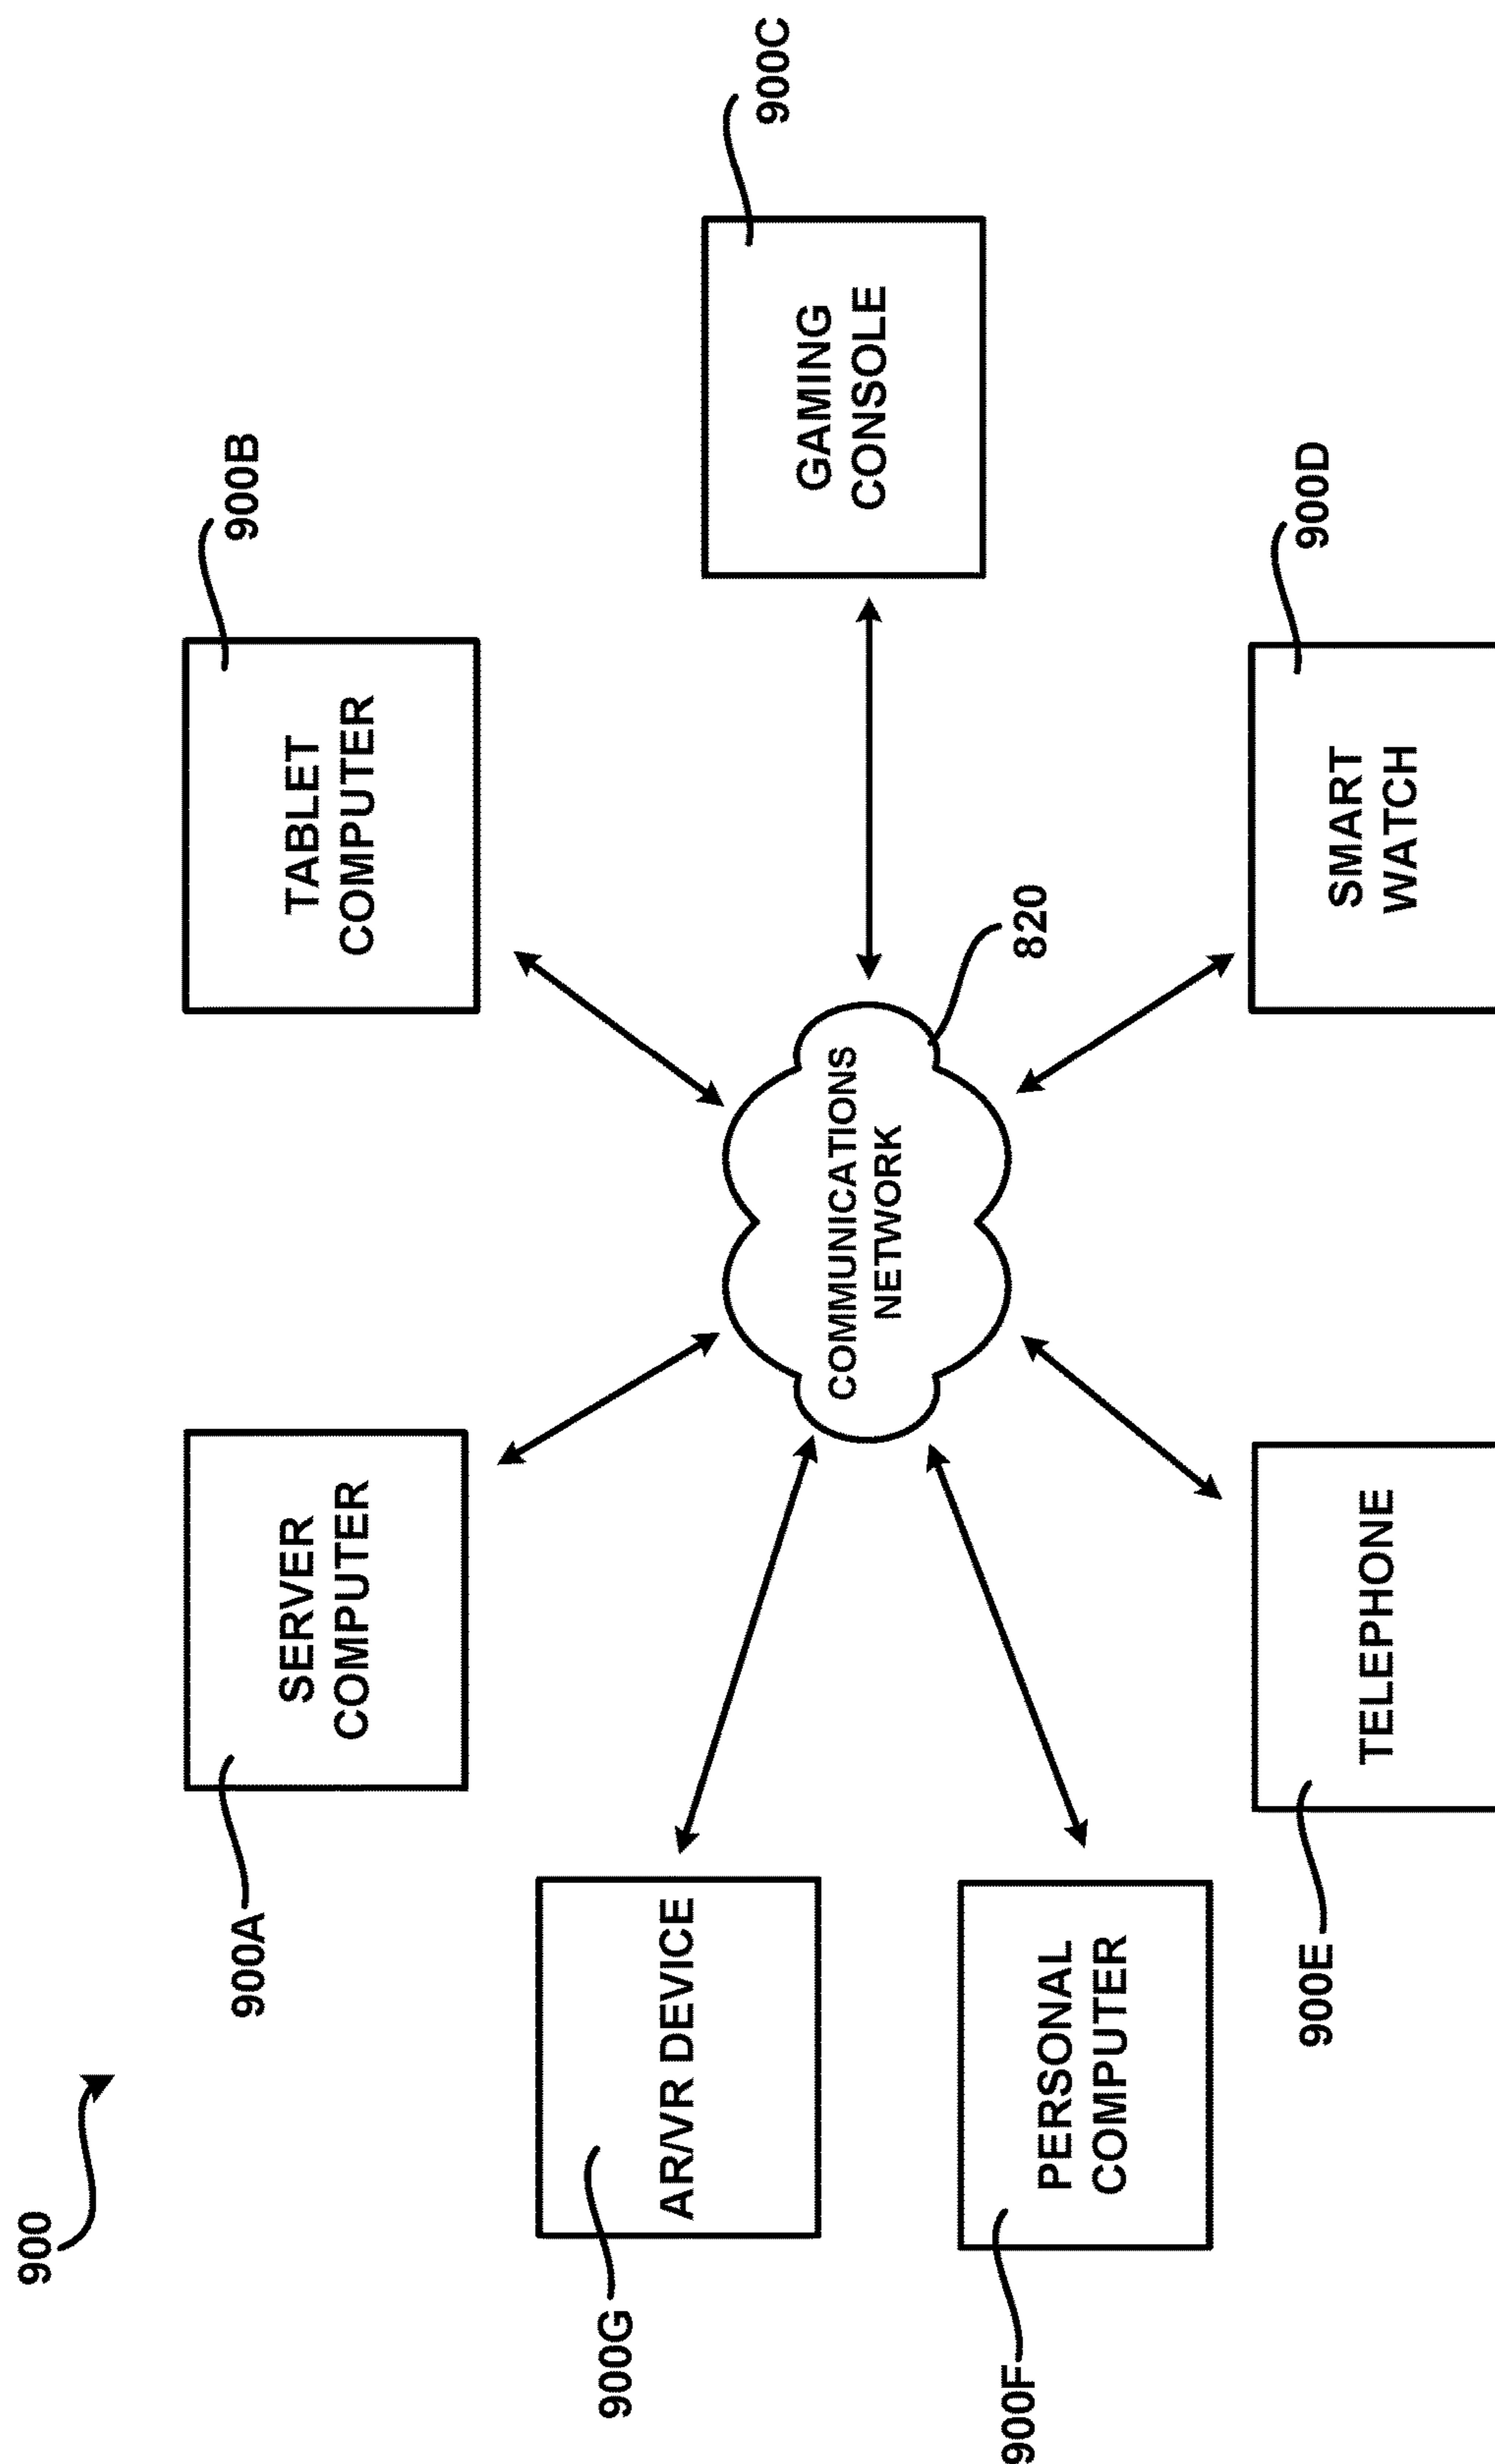 900
900A
SERVER
COMPUTER
TABLET
COMPUTER
900B
900G
AR/VR DEVICE
COMMUNICATIONS
NETWORK
820
GAMING
CONSOLE
900C
900F
PERSONAL
COMPUTER
900E
TELEPHONE
SMART
WATCH
900D